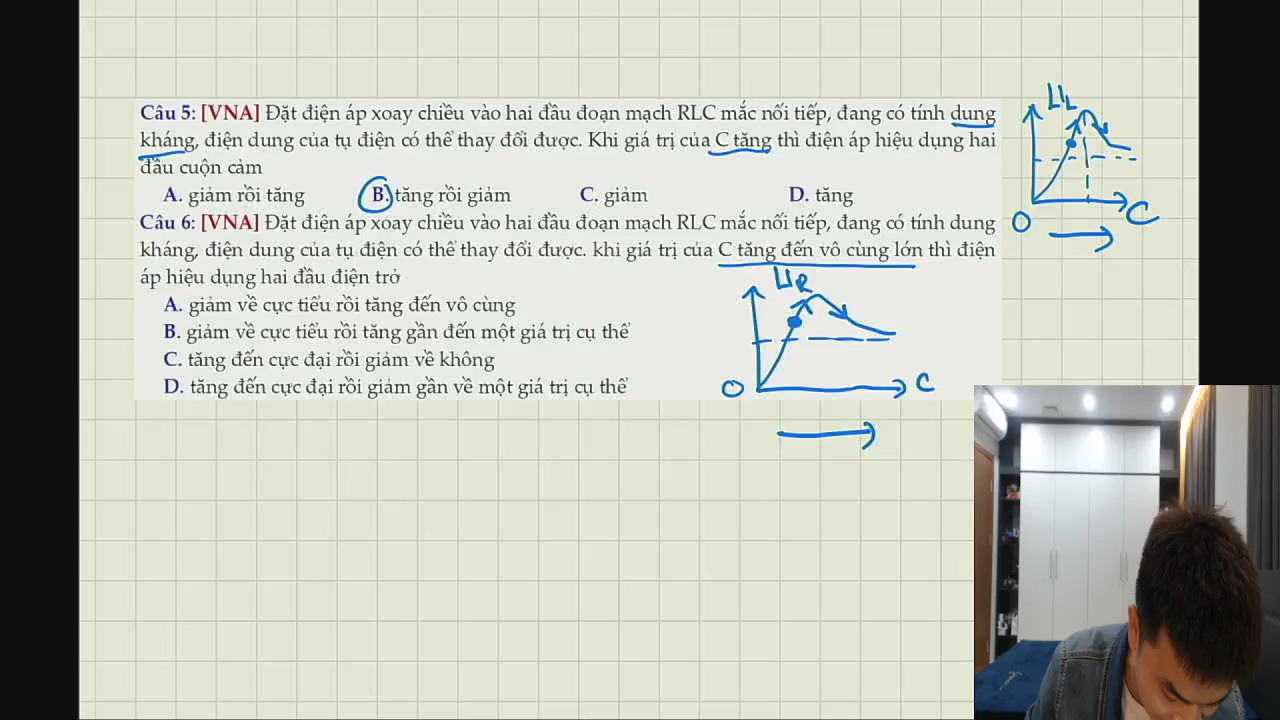 Câu 5: [VNA] Đặt điện áp xoay chiều vào hai đầu đoạn mạch RLC mắc nối tiếp, đang có tính dung
kháng, điện dung của tụ điện có thể thay đổi được. Khi giá trị của C tăng thì điện áp hiệu dụng hai
đầu cuộn cảm
A. giảm rồi tăng B. tăng rồi giảm C. giảm D. tăng
Câu 6: [VNA] Đặt điện áp xoay chiều vào hai đầu đoạn mạch RLC mắc nối tiếp, đang có tính dung
kháng, điện dung của tụ điện có thể thay đổi được. khi giá trị của C tăng đến vô cùng lớn thì điện
áp hiệu dụng hai đầu điện trở
A. giảm về cực tiểu rồi tăng đến vô cùng
B. giảm về cực tiểu rồi tăng gần đến một giá trị cụ thể
C. tăng đến cực đại rồi giảm về không
D. tăng đến cực đại rồi giảm gần về một giá trị cụ thể
U_L
O C
U_R
O C